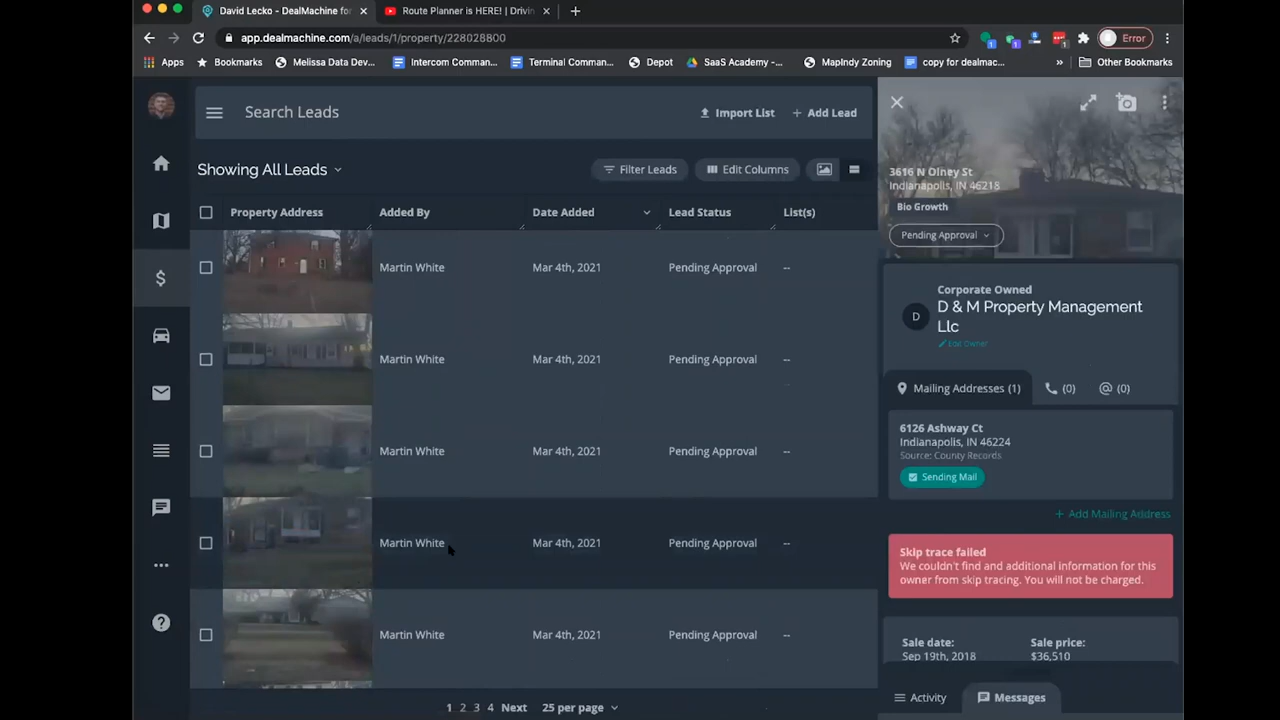 David Lecko - DealMachine for
Route Planner is HERE! | Drivin
app.dealmachine.com/a/leads/1/property/228028800
Error
Apps
Bookmarks
Melissa Data Dev...
Intercom Comman...
Terminal Comman...
Depot
SaaS Academy -...
MapIndy Zoning
copy for dealmac...
Other Bookmarks
Search Leads
Import List
+ Add Lead
Showing All Leads
Filter Leads
Edit Columns
Property Address
Added By
Date Added
Lead Status
List(s)
Martin White
Mar 4th, 2021
Pending Approval
--
Martin White
Mar 4th, 2021
Pending Approval
--
Martin White
Mar 4th, 2021
Pending Approval
--
Martin White
Mar 4th, 2021
Pending Approval
--
Martin White
Mar 4th, 2021
Pending Approval
--
1 2 3 4 Next
25 per page
3616 N Olney St
Indianapolis, IN 46218
Bio Growth
Pending Approval
Corporate Owned
D
D & M Property Management
Llc
Edit Owner
Mailing Addresses (1)
(0)
@ (0)
6126 Ashway Ct
Indianapolis, IN 46224
Source: County Records
Sending Mail
+ Add Mailing Address
Skip trace failed
We couldn't find and additional information for this
owner from skip tracing. You will not be charged.
Sale date:
Sep 19th, 2018
Sale price:
$36,510
Activity
Messages